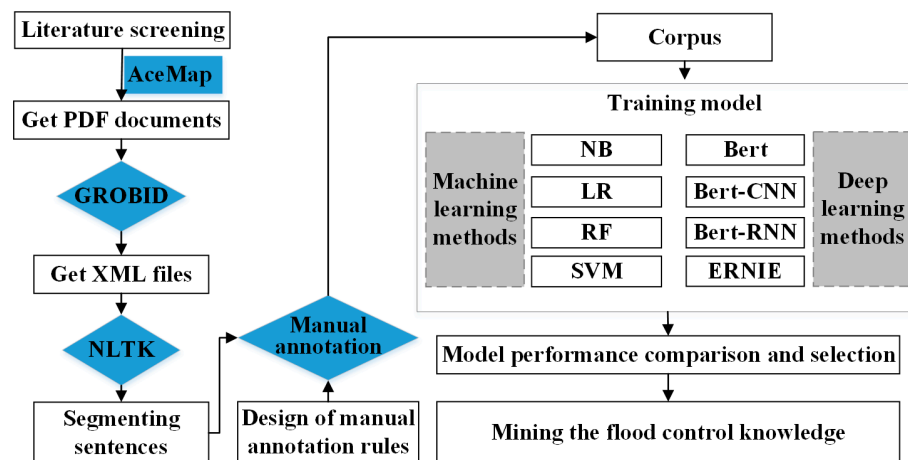 Literature screening
AceMap
Get PDF documents
GROBID
Get XML files
NLTK
Segmenting
sentences
Manual
annotation
Design of manual
annotation rules
Corpus
Training model
Machine
learning
methods
NB
LR
RF
SVM
Bert
Bert-CNN
Bert-RNN
ERNIE
Deep
learning
methods
Model performance comparison and selection
Mining the flood control knowledge